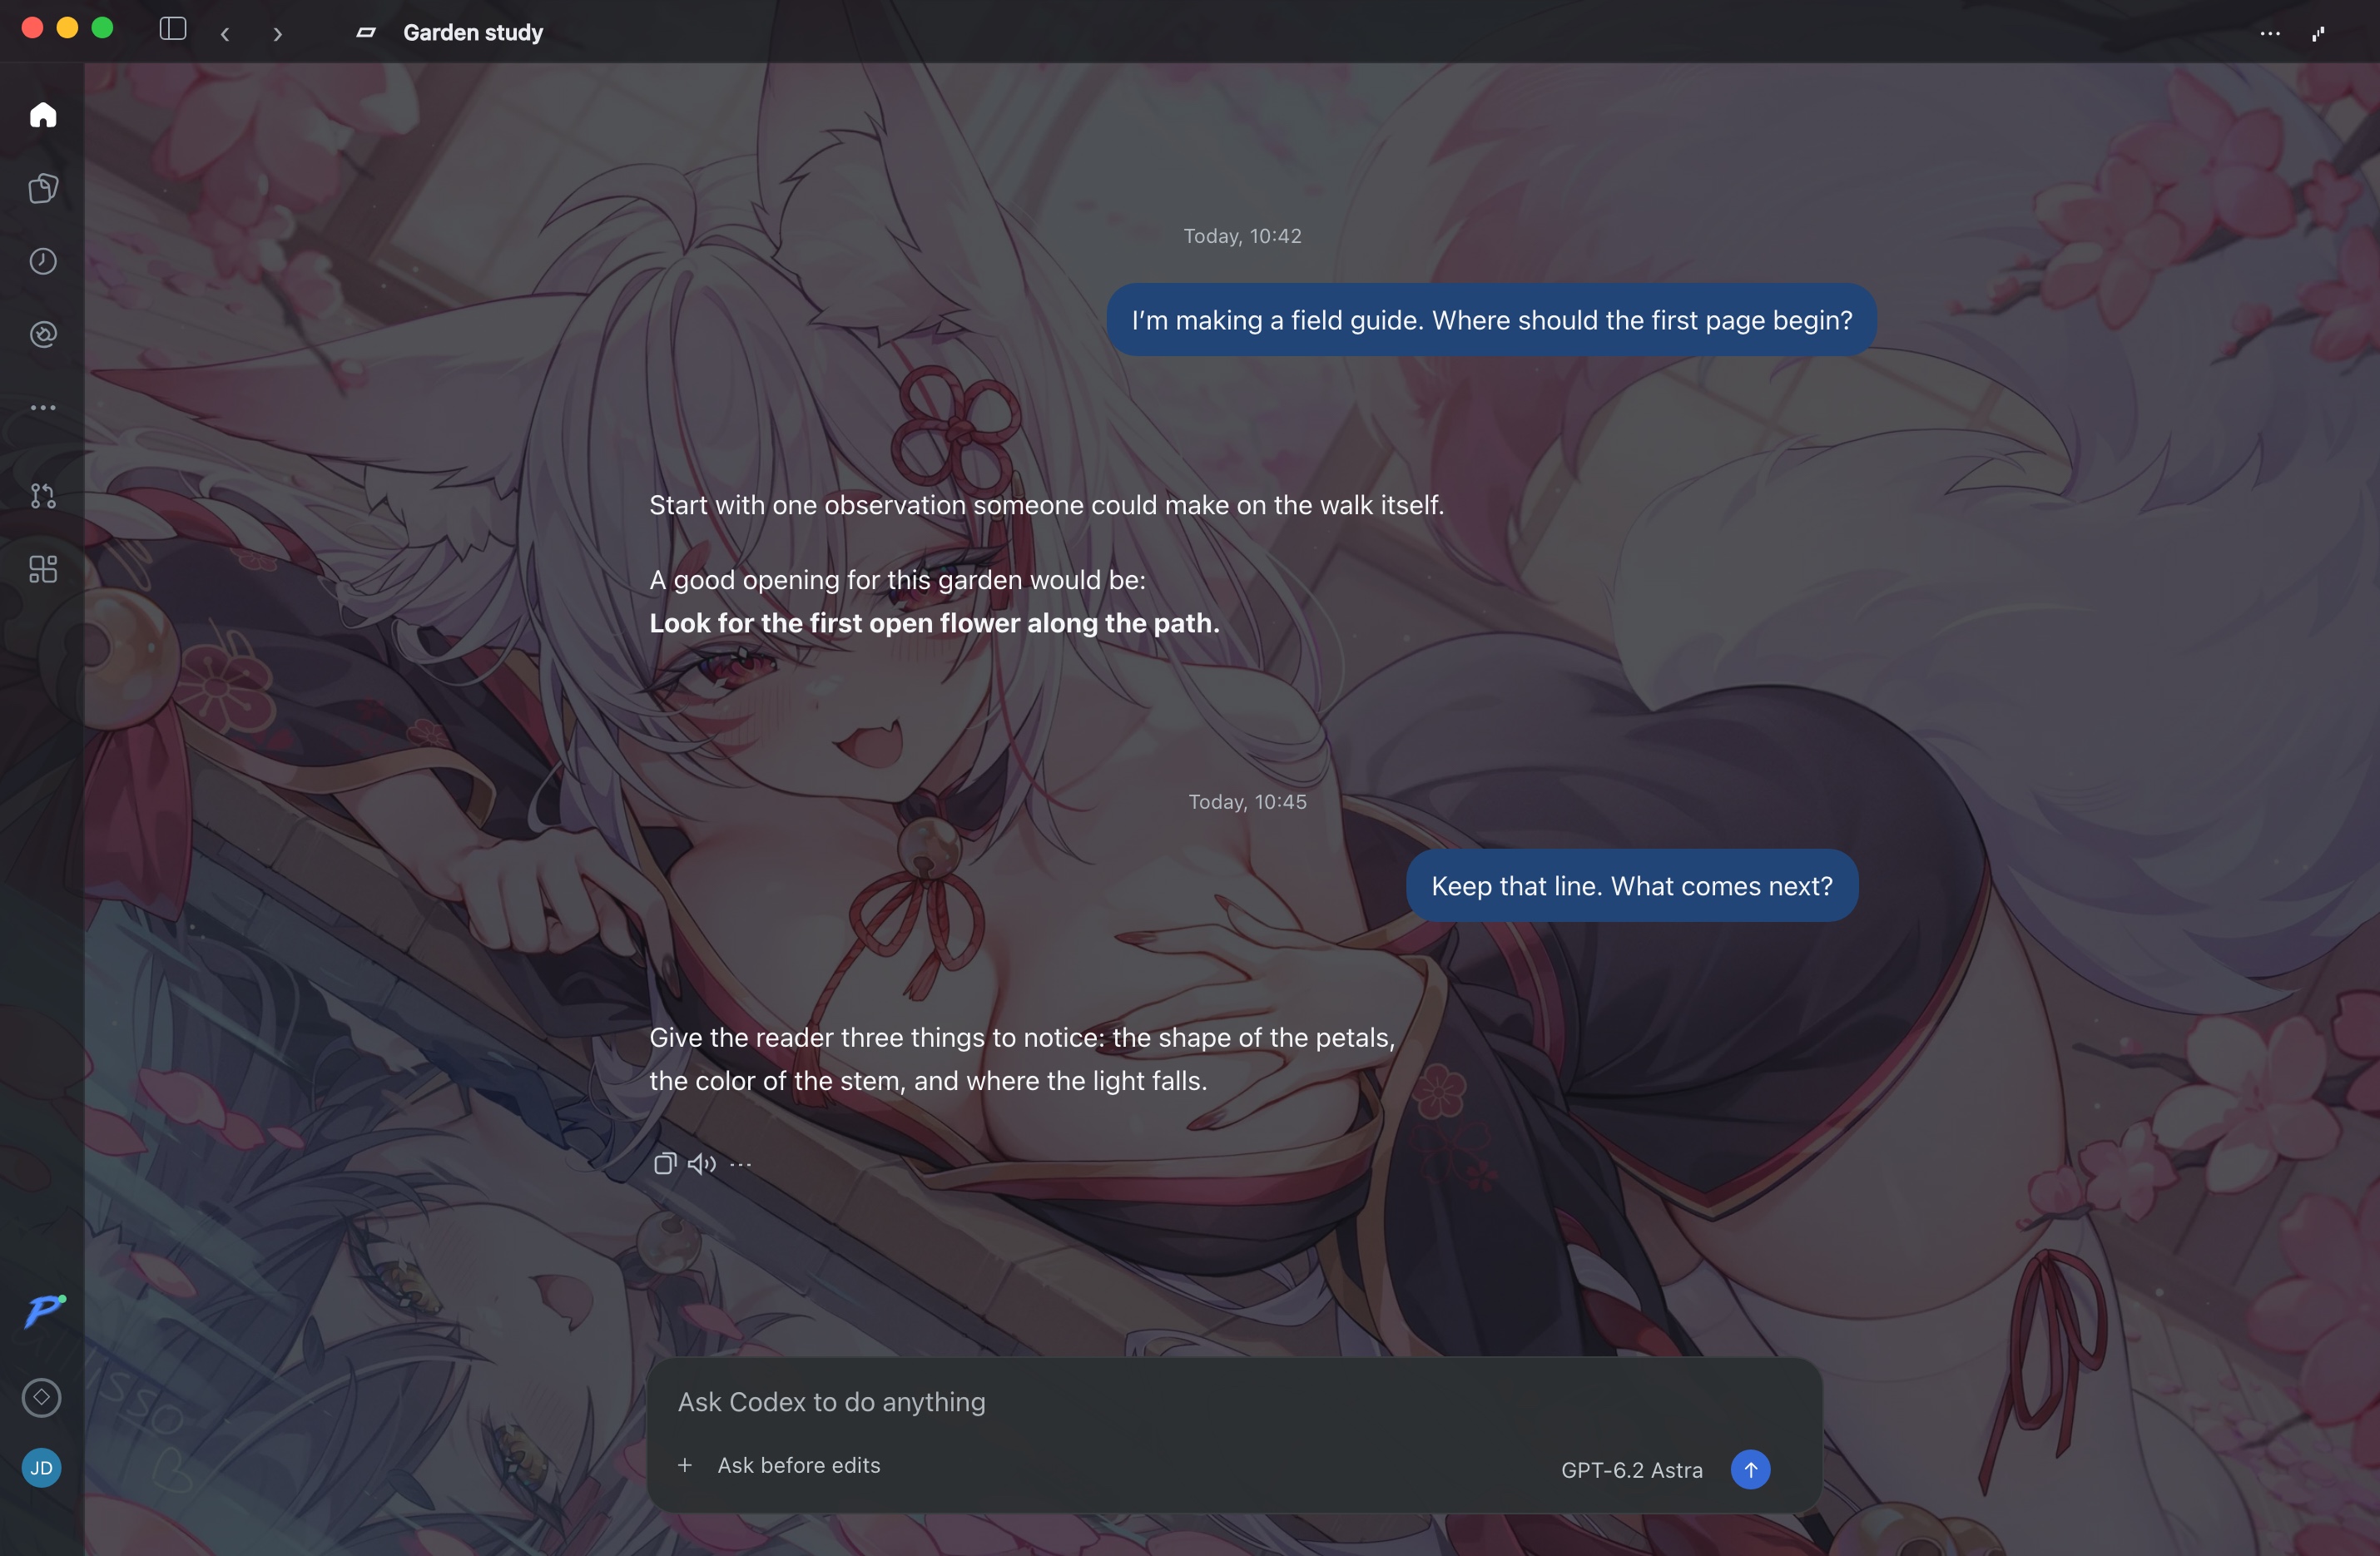 Garden study
Today, 10:42
I’m making a field guide. Where should the first page begin?
Start with one observation someone could make on the walk itself.
A good opening for this garden would be:
Look for the first open flower along the path.
Today, 10:45
Keep that line. What comes next?
Give the reader three things to notice: the shape of the petals,
the color of the stem, and where the light falls.
Ask Codex to do anything
Ask before edits
GPT-6.2 Astra
JD